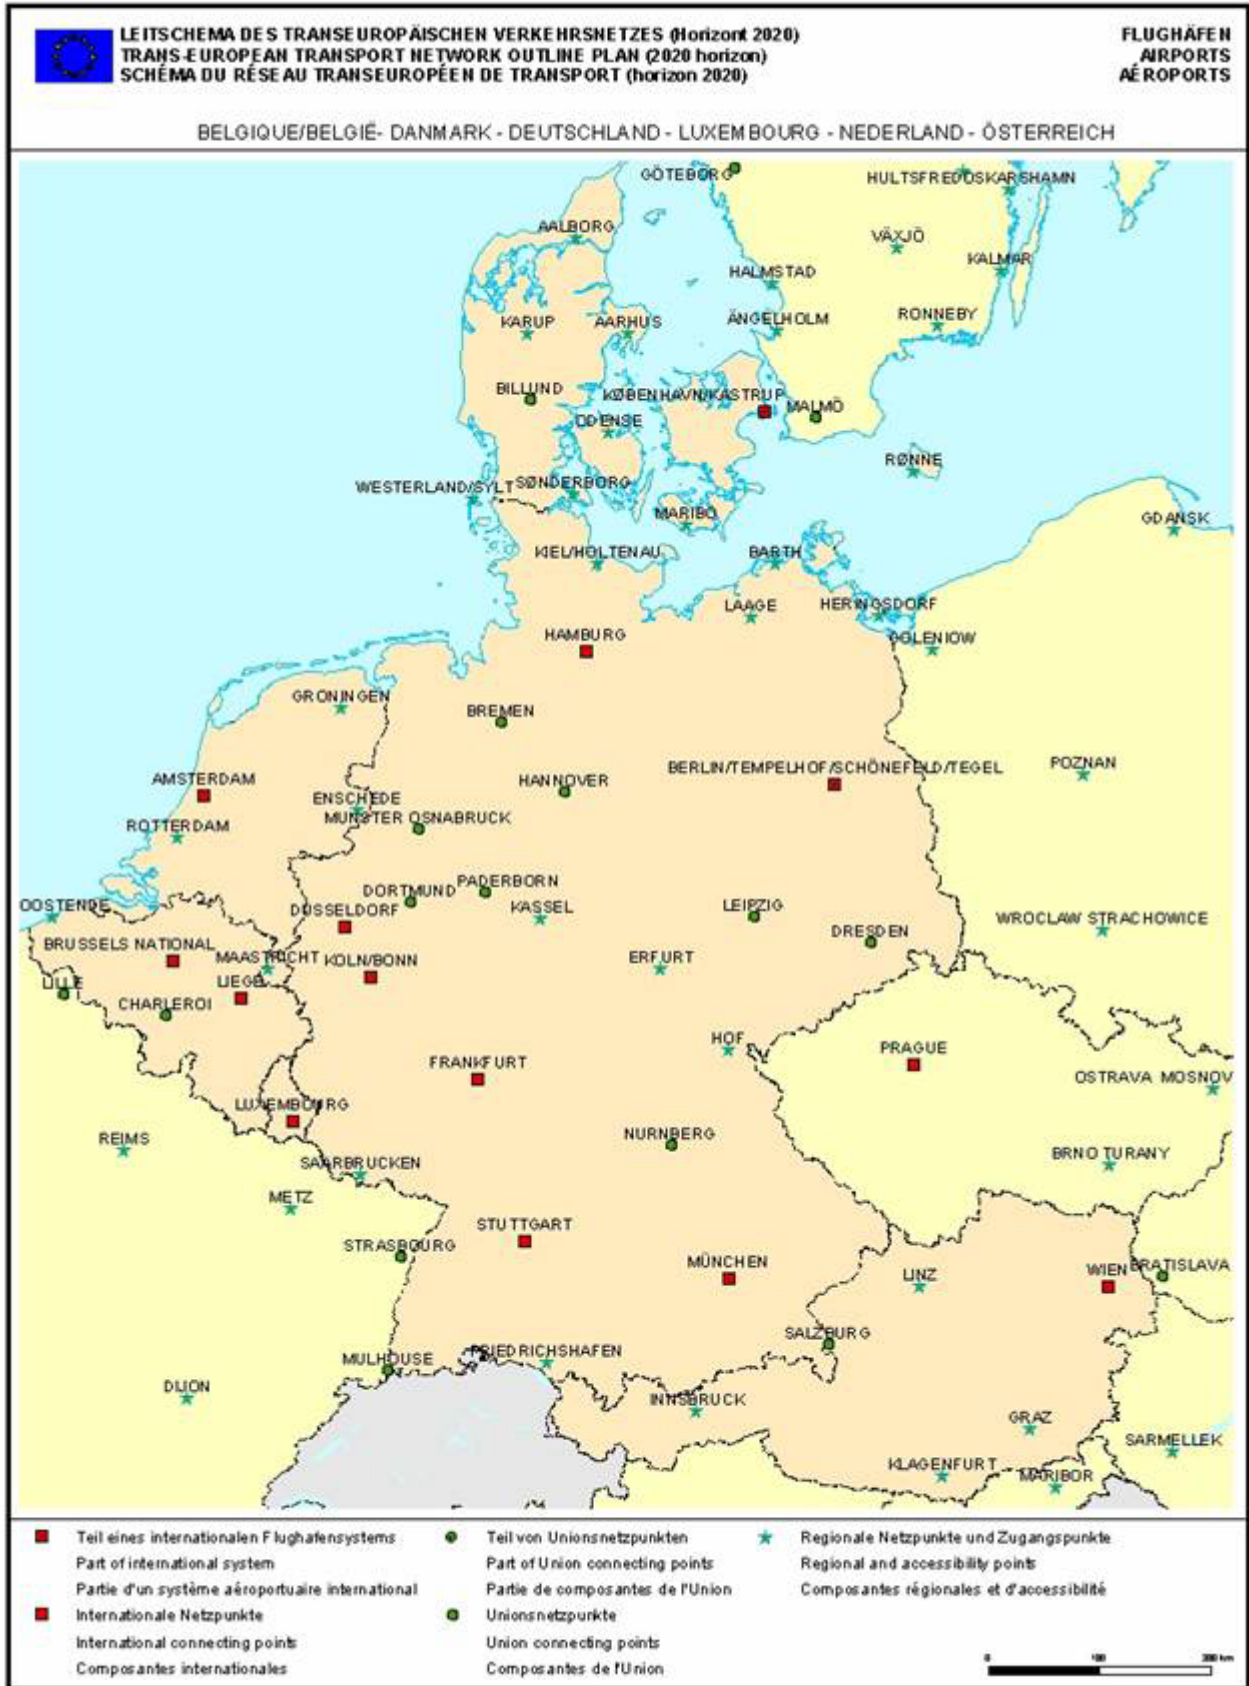 LEITSCHEMA DES TRANSEUROPÄISCHEN VERKEHRSNETZES (Horizont 2020)
TRANS-EUROPEAN TRANSPORT NETWORK OUTLINE PLAN (2020 horizon)
SCHÉMA DU RÉSEAU TRANSEUROPÉEN DE TRANSPORT (horizon 2020)
FLUGHÄFEN
AIRPORTS
AÉROPORTS
BELGIQUE/BELGIË- DANMARK - DEUTSCHLAND - LUXEMBOURG - NEDERLAND - ÖSTERREICH
GÖTEBORG
HULTSFRED
OSKARSHAMN
AALBORG
VÄXJÖ
KALMAR
HALMSTAD
KARUP
AARHUS
ÄNGELHOLM
RONNEBY
BILLUND
KØBENHAVN/KASTRUP
MALMÖ
ODENSE
RØNNE
WESTERLAND/SYLT
SØNDERBORG
MARIBO
GDANSK
KIEL/HOLTENAU
BARTH
LAAGE
HERINGSDORF
GOLENIOW
HAMBURG
GRONINGEN
BREMEN
AMSTERDAM
HANNOVER
BERLIN/TEMPELHOF/SCHÖNEFELD/TEGEL
POZNAN
ENSCHEDE
MUNSTER OSNABRUCK
ROTTERDAM
OOSTENDE
DORTMUND
PADERBORN
DUSSELDORF
KASSEL
LEIPZIG
WROCLAW STRACHOWICE
DRESDEN
BRUSSELS NATIONAL
MAASTRICHT
KOLN/BONN
ERFURT
LILLE
LIEGE
CHARLEROI
HOF
PRAGUE
FRANKFURT
OSTRAVA MOSNOV
LUXEMBOURG
REIMS
NURNBERG
BRNO TURANY
SAARBRUCKEN
METZ
STUTTGART
STRASBOURG
MÜNCHEN
LINZ
WIEN
BRATISLAVA
SALZBURG
MULHOUSE
FRIEDRICHSHAFEN
DIJON
INNSBRUCK
GRAZ
SARMELLEK
KLAGENFURT
MARIBOR
Teil eines internationalen Flughafensystems
Part of international system
Partie d'un système aéroportuaire international
Internationale Netzpunkte
International connecting points
Composantes internationales
Teil von Unionsnetzpunkten
Part of Union connecting points
Partie de composantes de l'Union
Unionsnetzpunkte
Union connecting points
Composantes de l'Union
Regionale Netzpunkte und Zugangspunkte
Regional and accessibility points
Composantes régionales et d'accessibilité
0 100 200 km